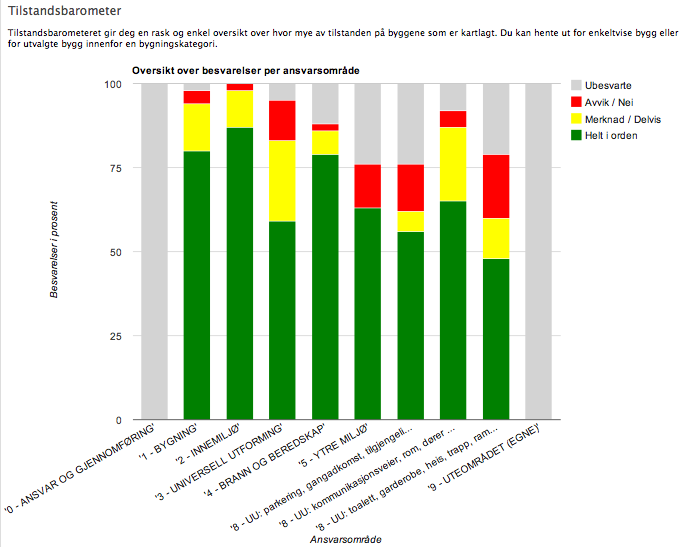 Tilstandsbarometer
Tilstandsbarometeret gir deg en rask og enkel oversikt over hvor mye av tilstanden på byggene som er kartlagt. Du kan hente ut for enkeltvise bygg eller
for utvalgte bygg innenfor en bygningskategori.
Oversikt over besvarelser per ansvarsområde
100
75
50
25
0
Besvarelser i prosent
Ubesvarte
Avvik / Nei
Merknad / Delvis
Helt i orden
'0 - ANSVAR OG GJENNOMFØRING'
'1 - BYGNING'
'2 - INNEMILJØ'
'3 - UNIVERSELL UTFORMING'
'4 - BRANN OG BEREDSKAP'
'5 - YTRE MILJØ'
'8 - UU: parkering, gangadkomst, tilgjengeli...
'8 - UU: kommunikasjonsveier, rom, dører ...
'8 - UU: toalett, garderobe, heis, trapp, ram...
'9 - UTEOMRÅDET (EGNE)'
Ansvarsområde